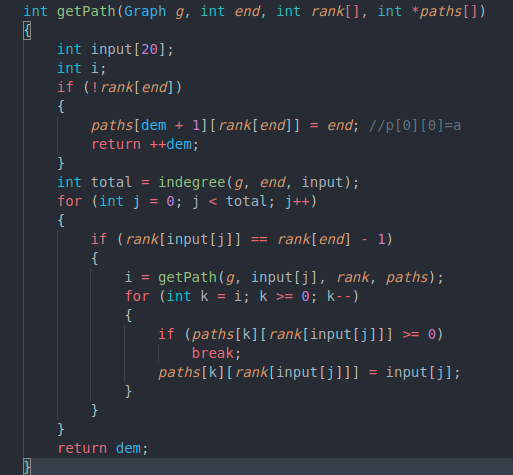 int getPath(Graph g, int end, int rank[], int *paths[])
{
int input[20];
int i;
if (!rank[end])
{
paths[dem + 1][rank[end]] = end; //p[0][0]=a
return ++dem;
}
int total = indegree(g, end, input);
for (int j = 0; j < total; j++)
{
if (rank[input[j]] == rank[end] - 1)
{
i = getPath(g, input[j], rank, paths);
for (int k = i; k >= 0; k--)
{
if (paths[k][rank[input[j]]] >= 0)
break;
paths[k][rank[input[j]]] = input[j];
}
}
}
return dem;
}